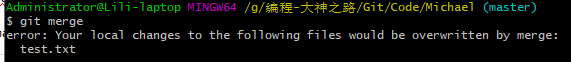 Administrator@Lili-laptop MINGW64 /g/编程-大神之路/Git/Code/Michael (master)
$ git merge
error: Your local changes to the following files would be overwritten by merge:
  test.txt